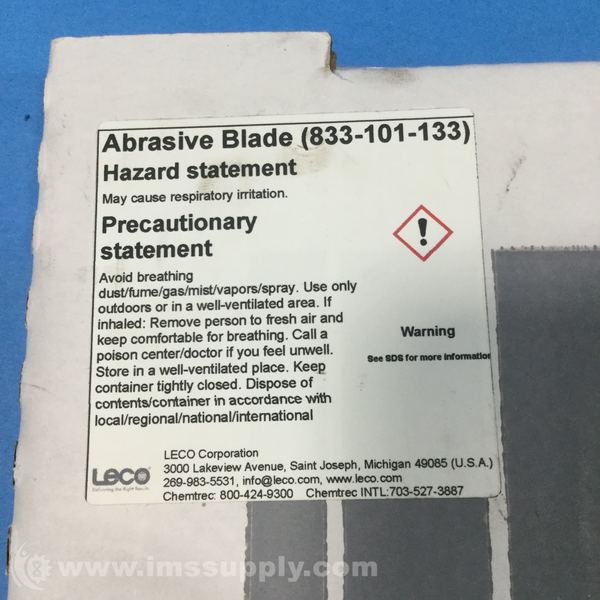 Abrasive Blade (833-101-133)
Hazard statement
May cause respiratory irritation.
Precautionary
statement
Avoid breathing
dust/fume/gas/mist/vapors/spray. Use only
outdoors or in a well-ventilated area. If
inhaled: Remove person to fresh air and
keep comfortable for breathing. Call a
poison center/doctor if you feel unwell.
Store in a well-ventilated place. Keep
container tightly closed. Dispose of
contents/container in accordance with
local/regional/national/international
!
Warning
See SDS for more information
LECO
Delivering the Right Results
LECO Corporation
3000 Lakeview Avenue, Saint Joseph, Michigan 49085 (U.S.A.)
269-983-5531, info@leco.com, www.leco.com
Chemtrec: 800-424-9300 Chemtrec INTL:703-527-3887
www.imssupply.com